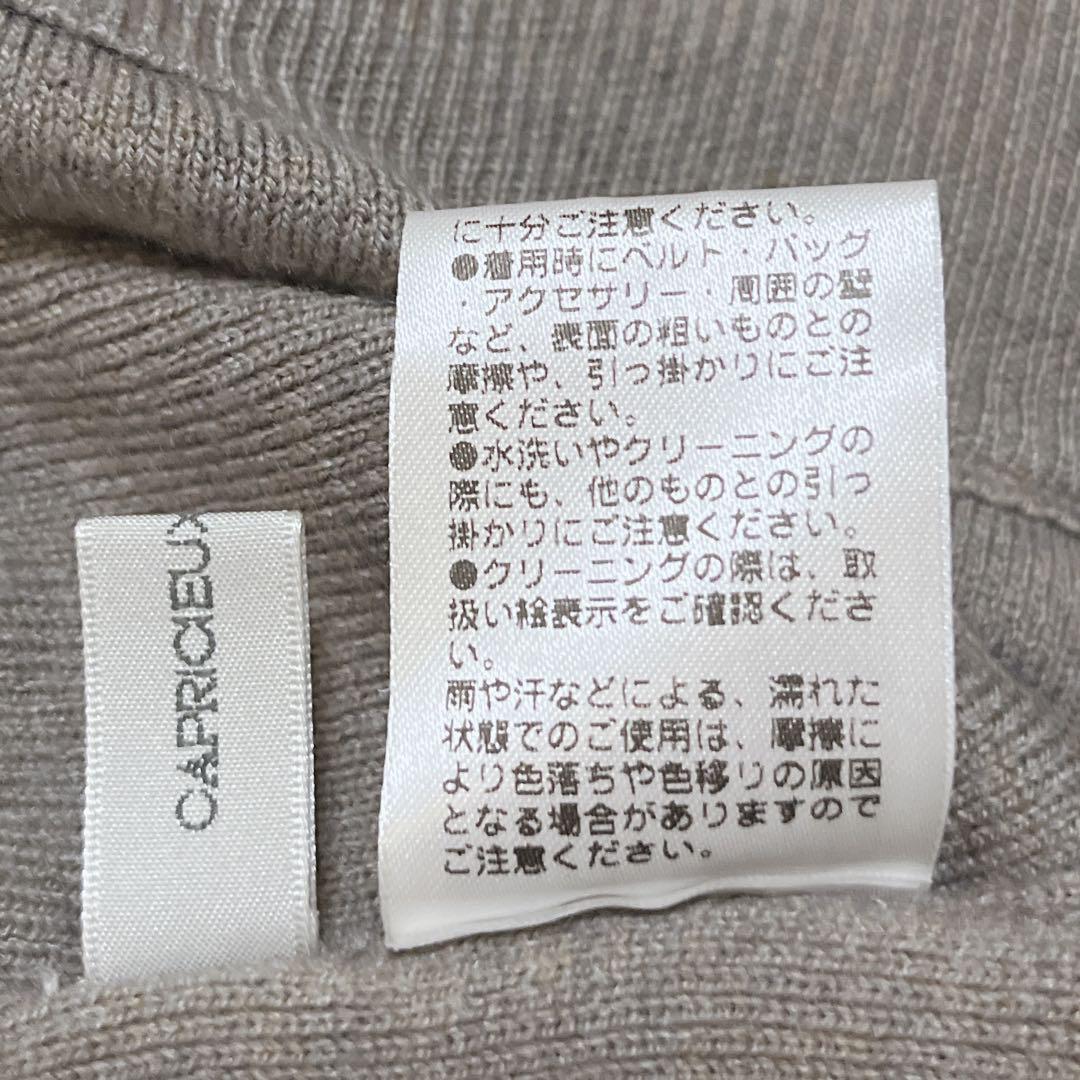 に十分ご注意ください。
●着用時にベルト・バッグ
・アクセサリー・周囲の壁
など、表面の粗いものとの
摩擦や、引っ掛かりにご注
意ください。
●水洗いやクリーニングの
際にも、他のものとの引っ
掛かりにご注意ください。
●クリーニングの際は、取
扱い絵表示をご確認くださ
い。
雨や汗などによる、濡れた
状態でのご使用は、摩擦に
より色落ちや色移りの原因
となる場合がありますので
ご注意ください。
CAPRICIEUX